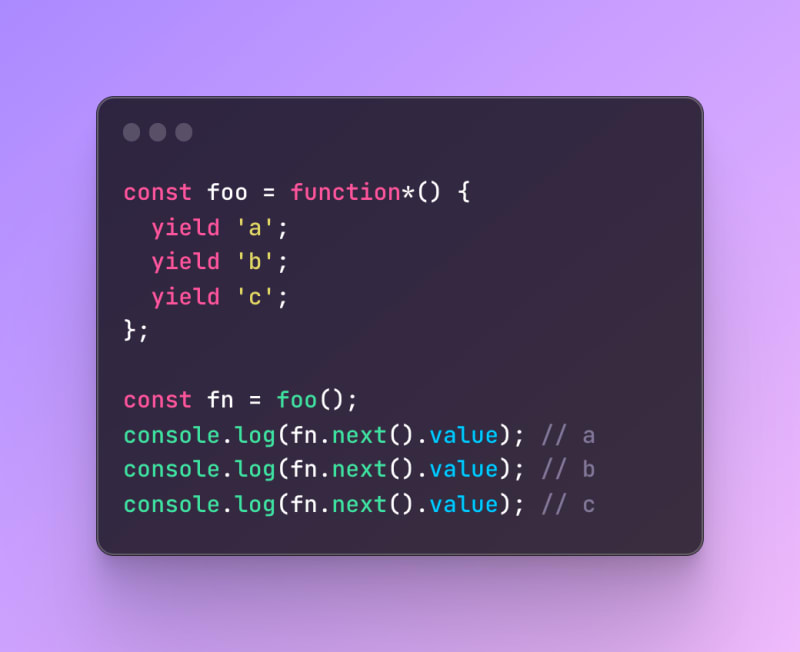 const foo = function*() {
  yield 'a';
  yield 'b';
  yield 'c';
};

const fn = foo();
console.log(fn.next().value); // a
console.log(fn.next().value); // b
console.log(fn.next().value); // c